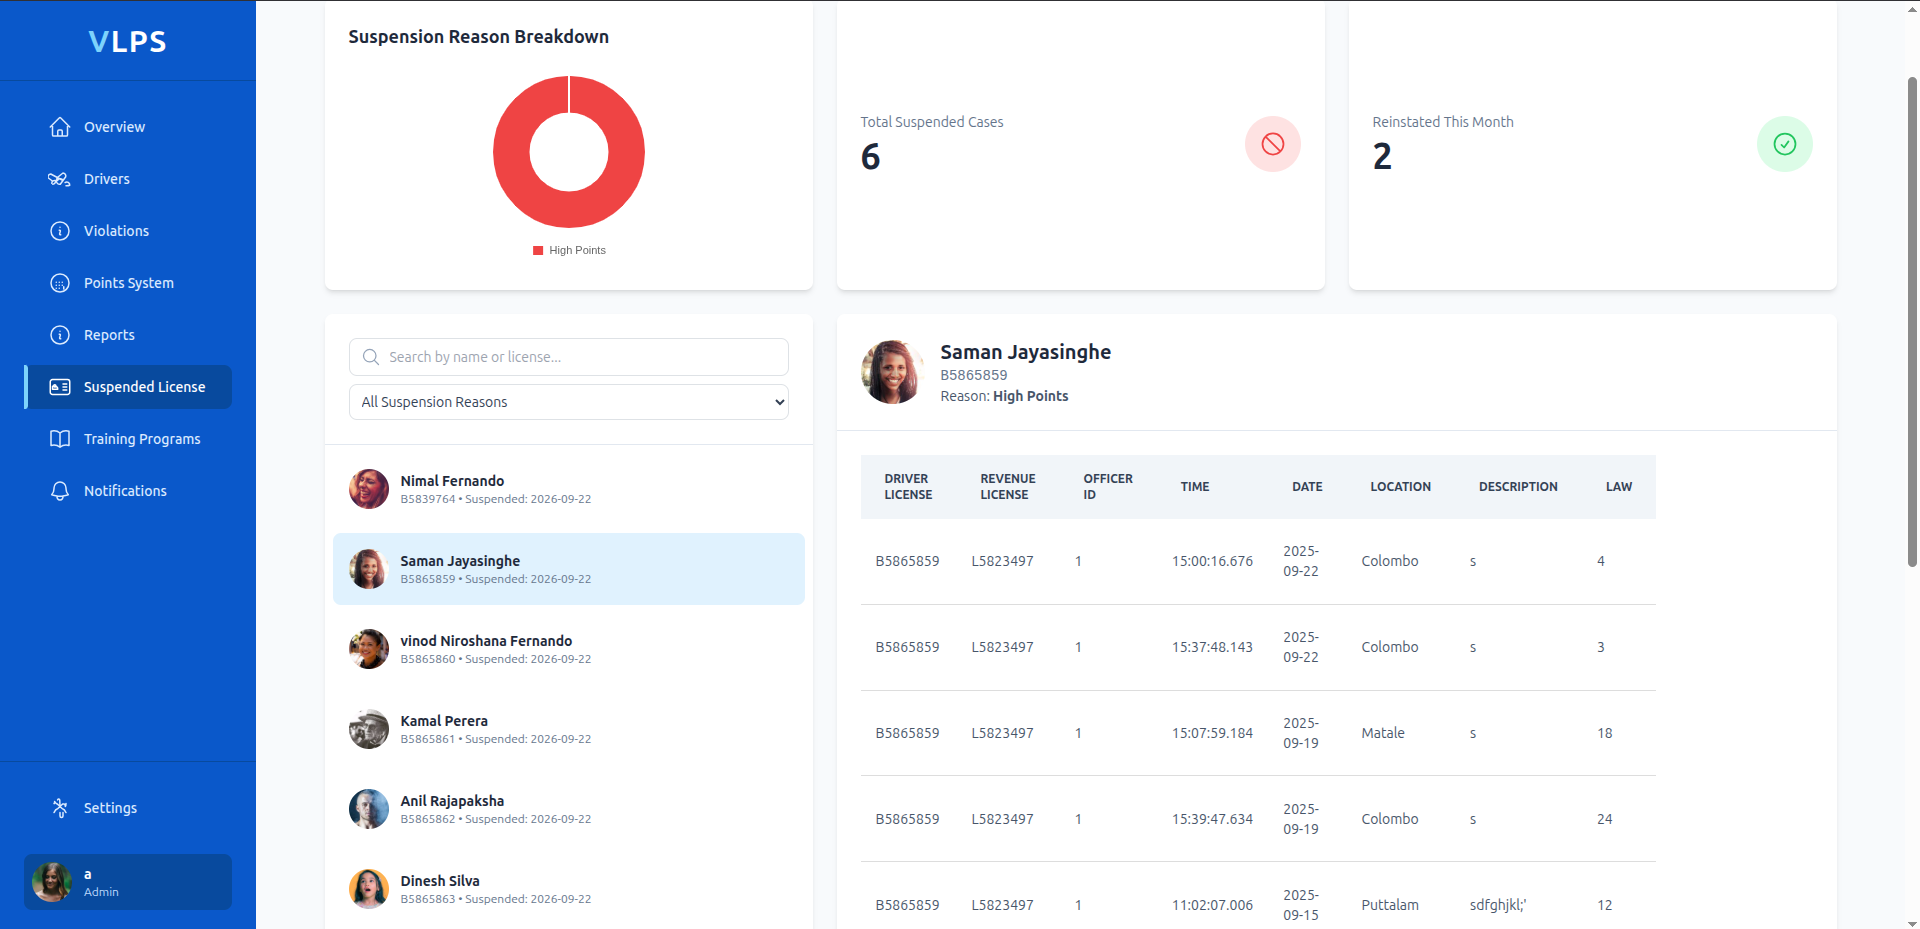 VLPS
Overview
Drivers
Violations
Points System
Reports
Suspended License
Training Programs
Notifications
Settings
a
Admin
Suspension Reason Breakdown
High Points
Total Suspended Cases
6
Reinstated This Month
2
Search by name or license...
All Suspension Reasons
Nimal Fernando
B5839764 • Suspended: 2026-09-22
Saman Jayasinghe
B5865859 • Suspended: 2026-09-22
vinod Niroshana Fernando
B5865860 • Suspended: 2026-09-22
Kamal Perera
B5865861 • Suspended: 2026-09-22
Anil Rajapaksha
B5865862 • Suspended: 2026-09-22
Dinesh Silva
B5865863 • Suspended: 2026-09-22
Saman Jayasinghe
B5865859
Reason: High Points
DRIVER LICENSE REVENUE LICENSE OFFICER ID TIME DATE LOCATION DESCRIPTION LAW
B5865859 L5823497 1 15:00:16.676 2025-09-22 Colombo s 4
B5865859 L5823497 1 15:37:48.143 2025-09-22 Colombo s 3
B5865859 L5823497 1 15:07:59.184 2025-09-19 Matale s 18
B5865859 L5823497 1 15:39:47.634 2025-09-19 Colombo s 24
B5865859 L5823497 1 11:02:07.006 2025-09-15 Puttalam sdfghjkl;' 12